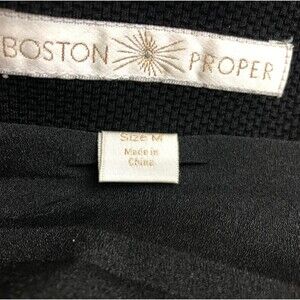 BOSTON PROPER
SIZE M
Made in
China